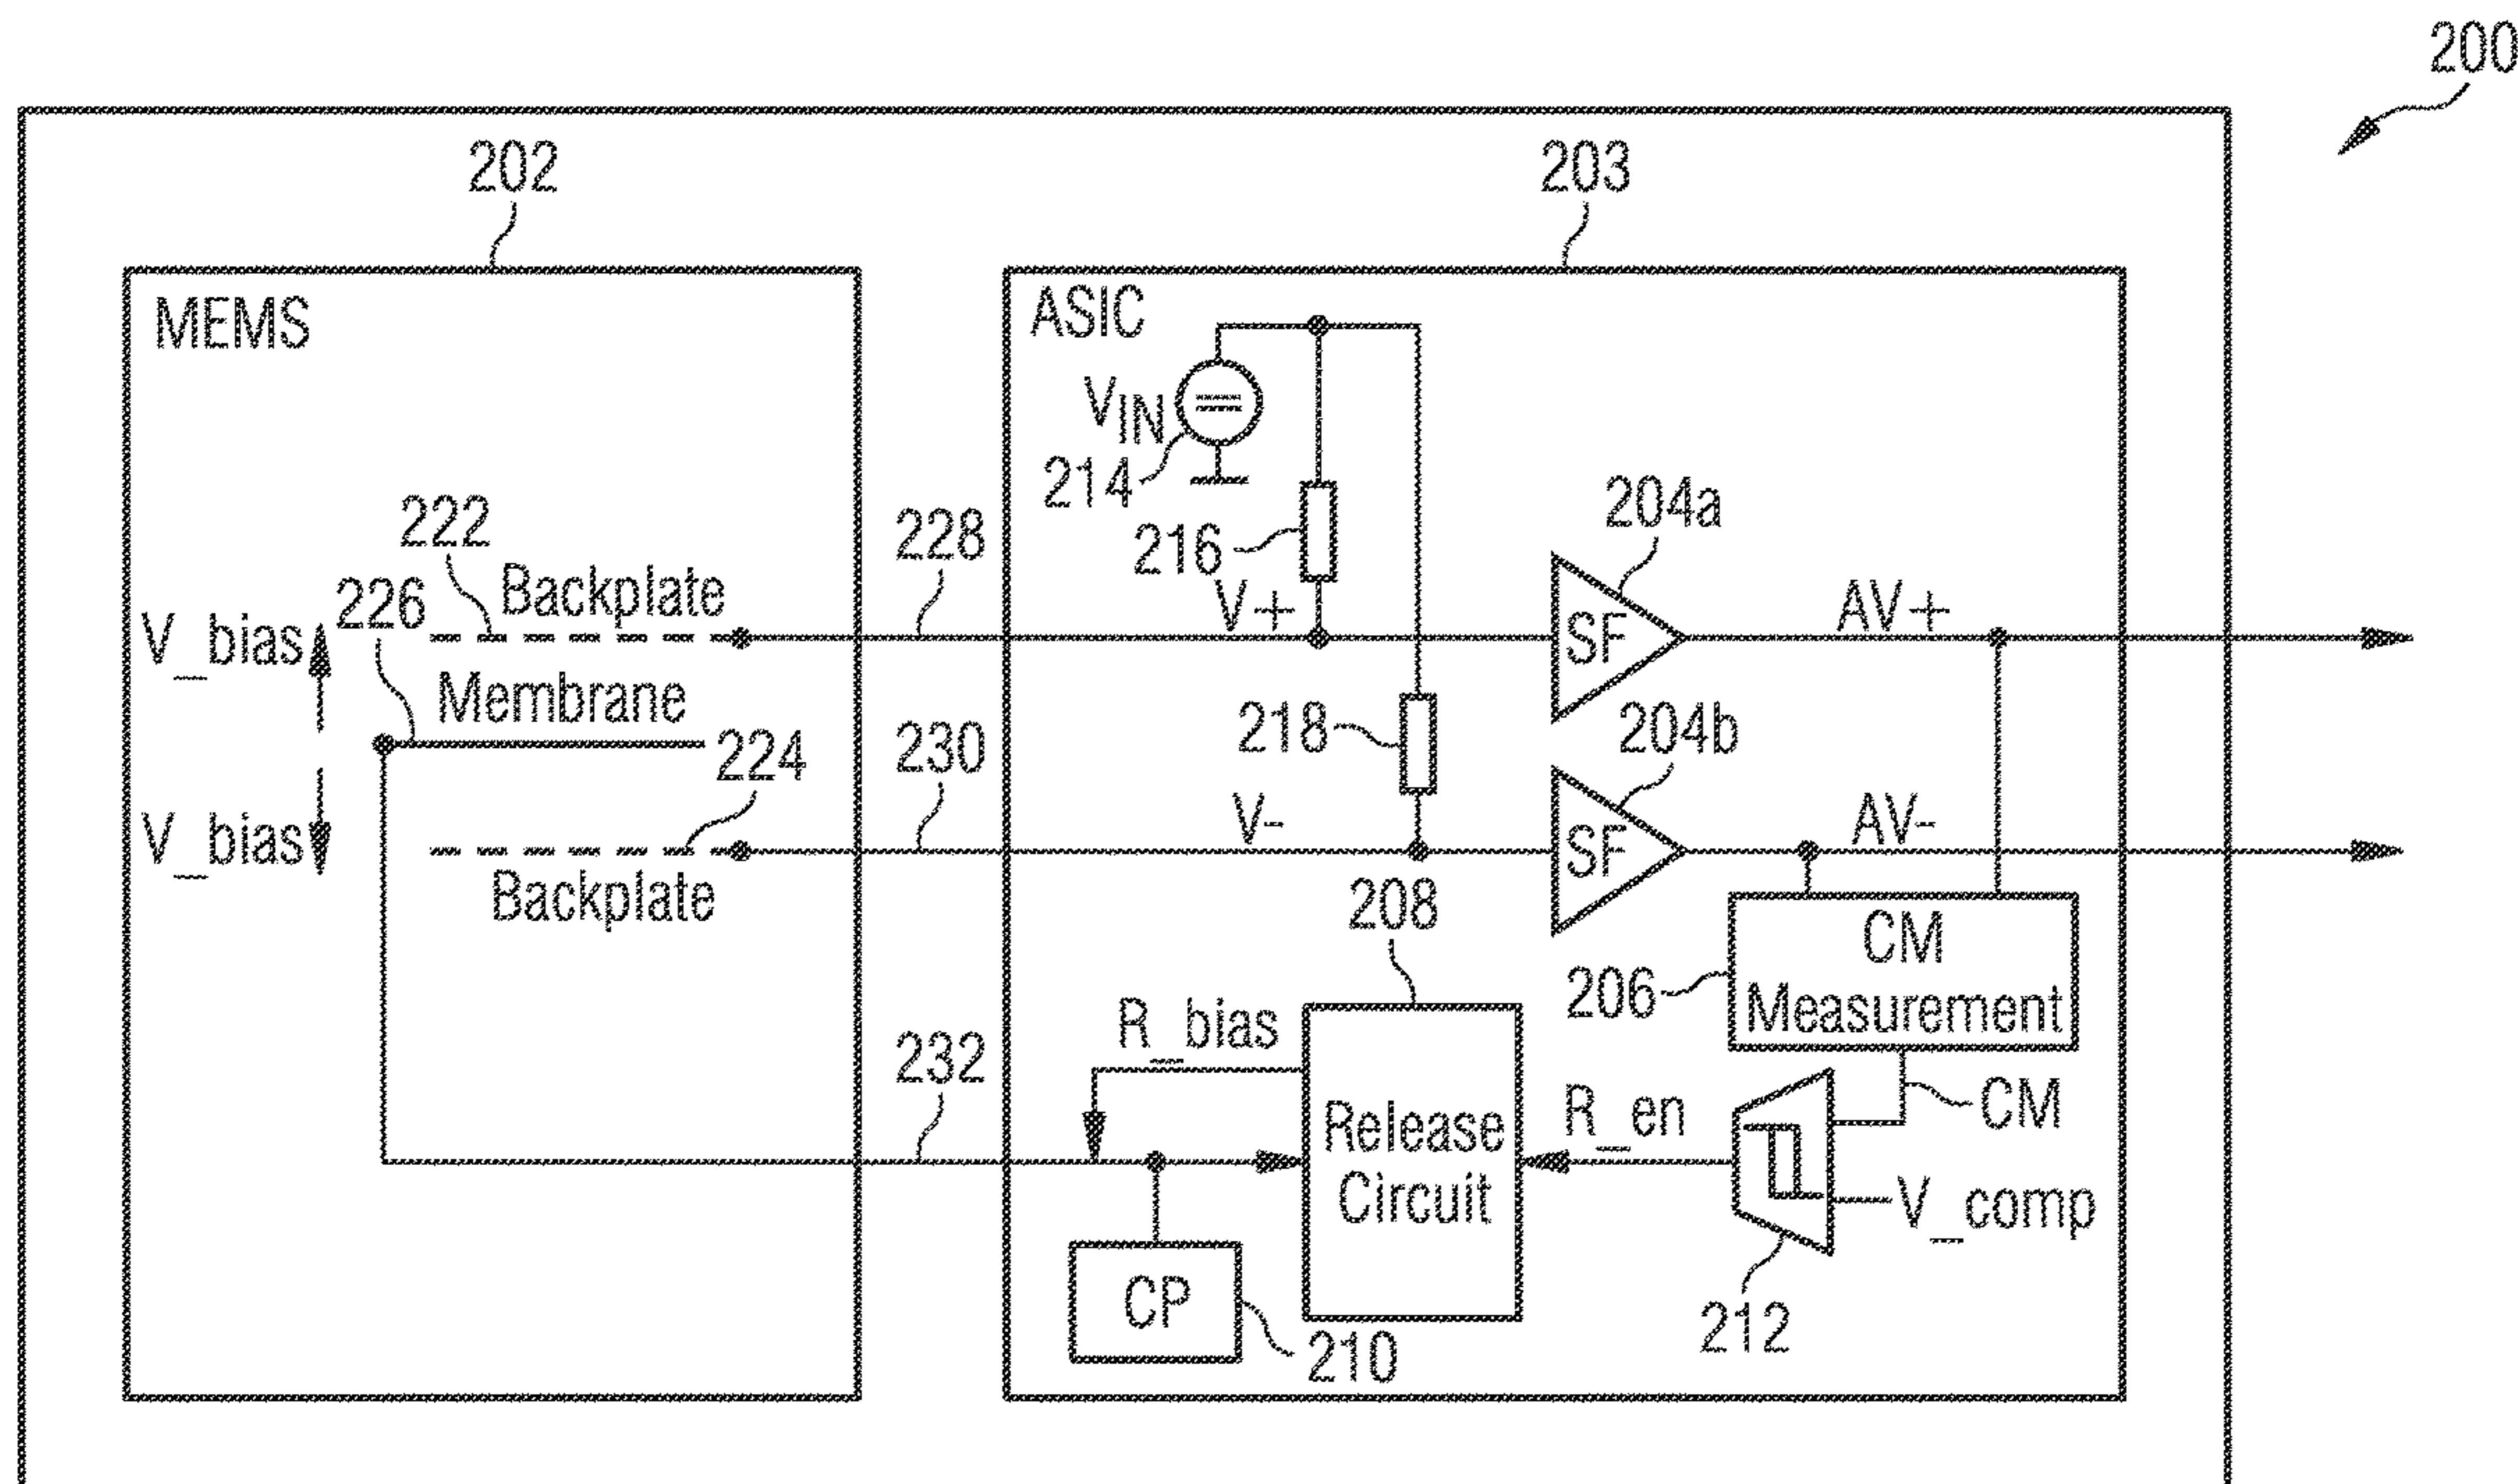 200
202
203
MEMS
ASIC
VIN
214
222
228
216
204a
226
Backplate
V+
SF
AV+
V_bias
Membrane
224
230
218
204b
V_bias
V-
SF
AV-
Backplate
208
CM
Measurement
206
R_bias
232
Release
Circuit
R_en
CM
V_comp
CP
210
212